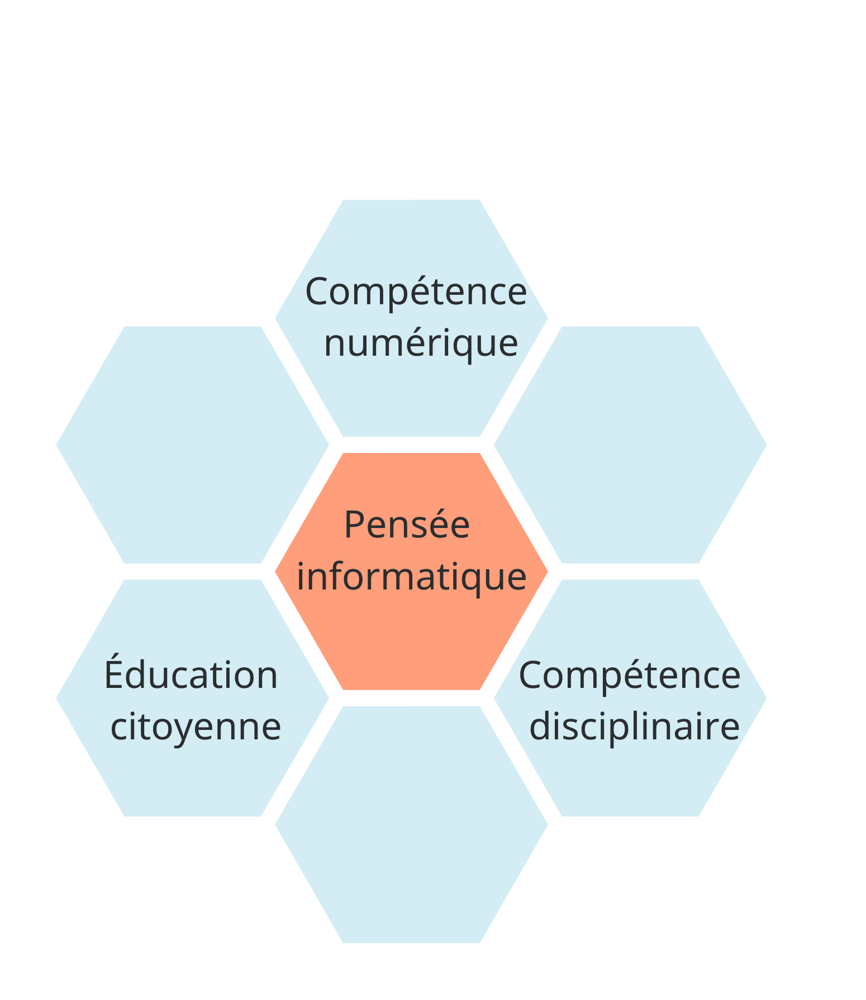 Compétence
numérique
Pensée
informatique
Éducation
citoyenne
Compétence
disciplinaire